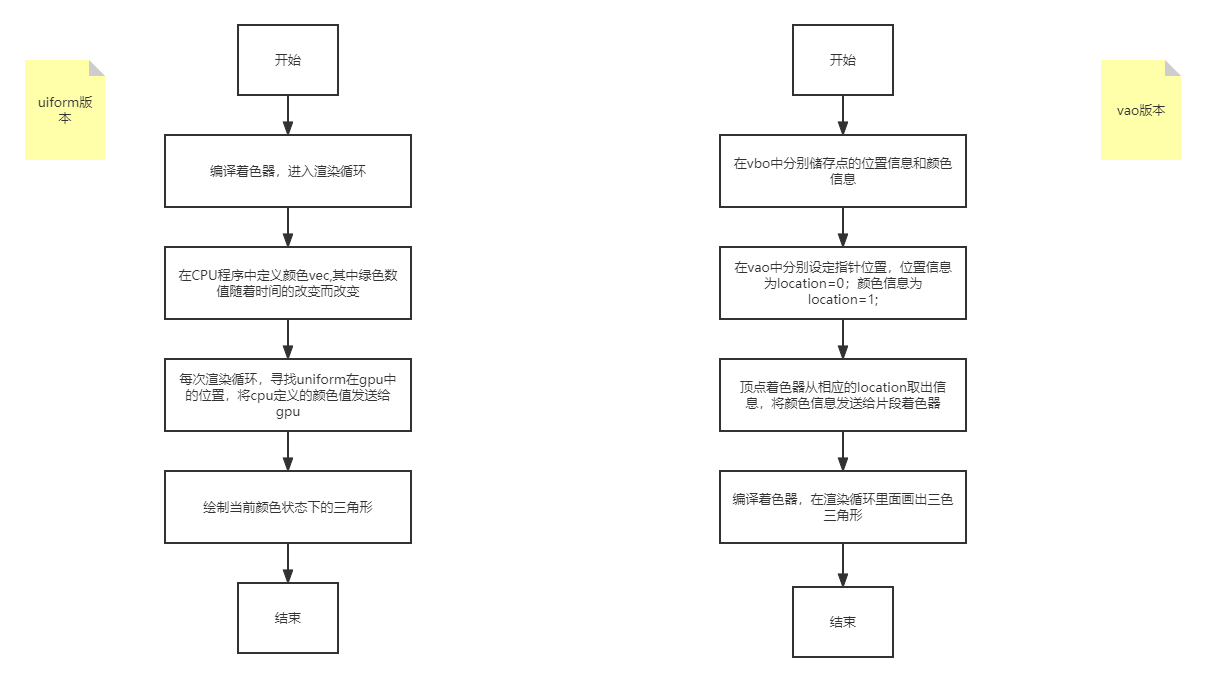 uiform版
本
开始
编译着色器，进入渲染循环
在CPU程序中定义颜色vec,其中绿色数
值随着时间的改变而改变
每次渲染循环，寻找uniform在gpu中
的位置，将cpu定义的颜色值发送给
gpu
绘制当前颜色状态下的三角形
结束
开始
在vbo中分别储存点的位置信息和颜色
信息
在vao中分别设定指针位置，位置信息
为location=0；颜色信息为
location=1;
顶点着色器从相应的location取出信
息，将颜色信息发送给片段着色器
编译着色器，在渲染循环里面画出三色
三角形
结束
vao版本